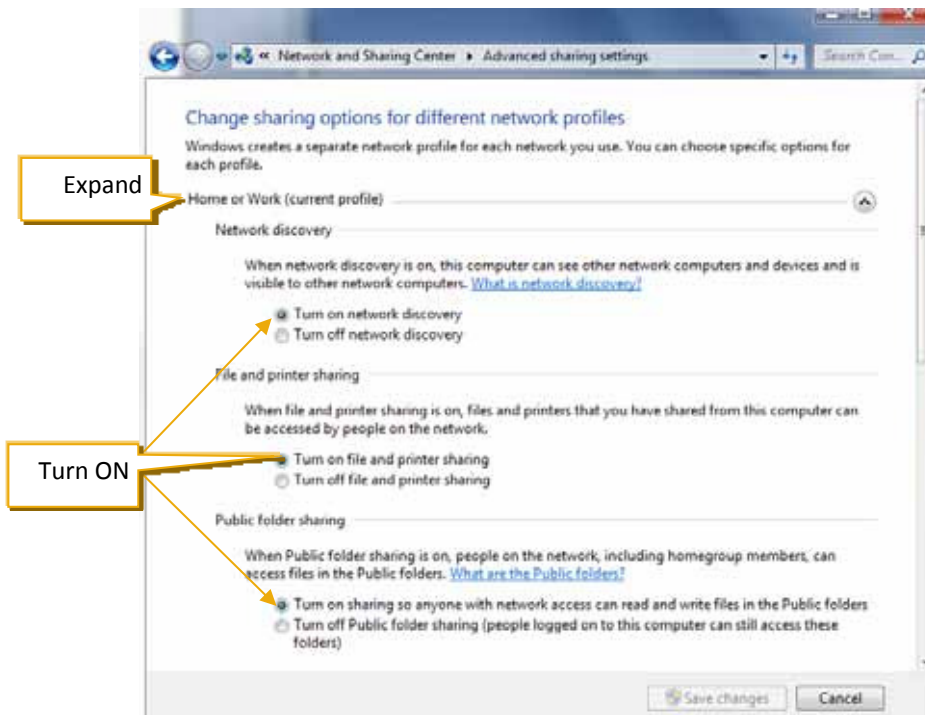 « Network and Sharing Center ▸ Advanced sharing settings
Search Con...
Change sharing options for different network profiles
Windows creates a separate network profile for each network you use. You can choose specific options for
each profile.
Expand
Home or Work (current profile)
Network discovery
When network discovery is on, this computer can see other network computers and devices and is
visible to other network computers. What is network discovery?
Turn on network discovery
Turn off network discovery
File and printer sharing
When file and printer sharing is on, files and printers that you have shared from this computer can
be accessed by people on the network.
Turn ON
Turn on file and printer sharing
Turn off file and printer sharing
Public folder sharing
When Public folder sharing is on, people on the network, including homegroup members, can
access files in the Public folders. What are the Public folders?
Turn on sharing so anyone with network access can read and write files in the Public folders
Turn off Public folder sharing (people logged on to this computer can still access these
folders)
Save changes
Cancel